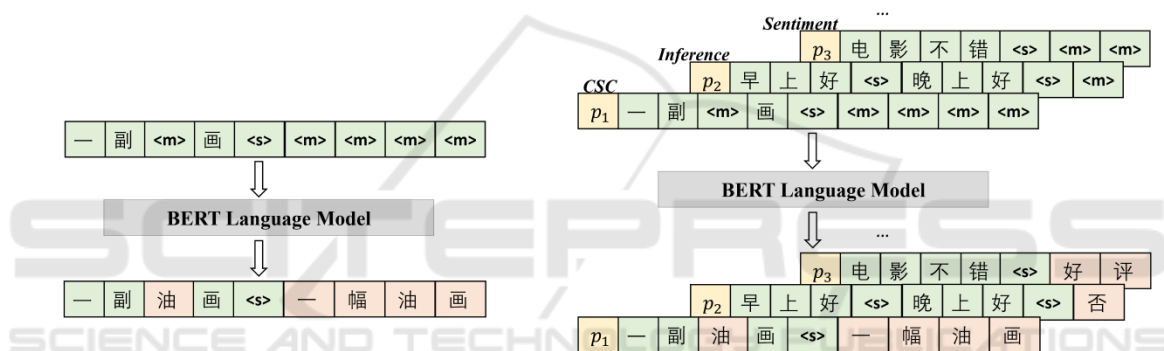 一 副 <m> 画 <s> <m> <m> <m> <m>
BERT Language Model
一 副 油 画 <s> 一 幅 油 画
...
Sentiment
p₃ 电 影 不 错 <s> <m> <m>
Inference
p₂ 早 上 好 <s> 晚 上 好 <s> <m>
CSC
p₁ 一 副 <m> 画 <s> <m> <m> <m> <m>
BERT Language Model
...
p₃ 电 影 不 错 <s> 好 评
p₂ 早 上 好 <s> 晚 上 好 <s> 否
p₁ 一 副 油 画 <s> 一 幅 油 画
SCITEPRESS
SCIENCE AND TECHNOLOGY PUBLICATIONS